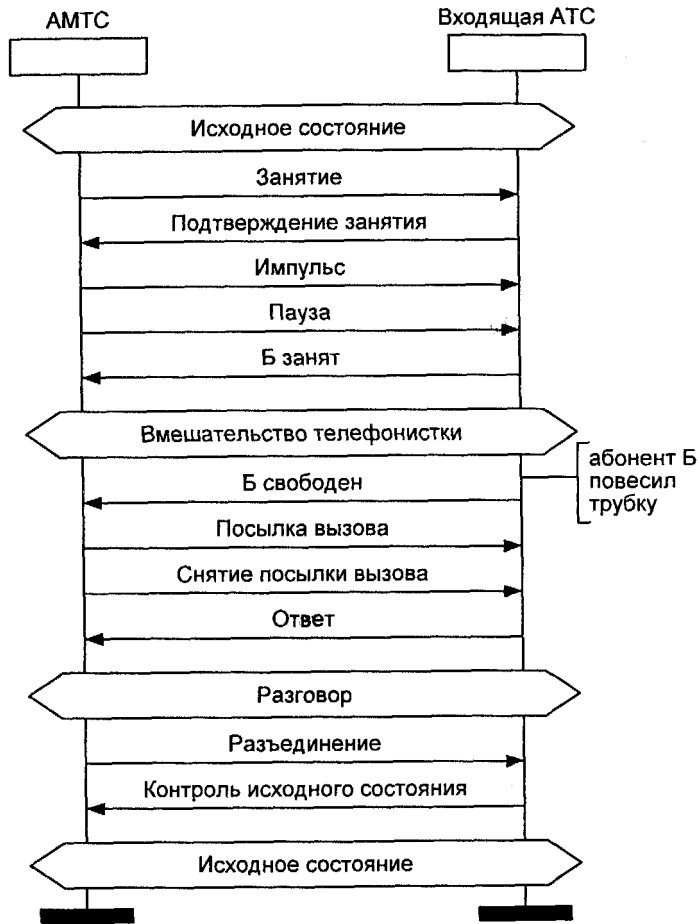 АМТС
Входящая АТС
Исходное состояние
Занятие
Подтверждение занятия
Импульс
Пауза
Б занят
Вмешательство телефонистки
абонент Б
повесил
трубку
Б свободен
Посылка вызова
Снятие посылки вызова
Ответ
Разговор
Разъединение
Контроль исходного состояния
Исходное состояние